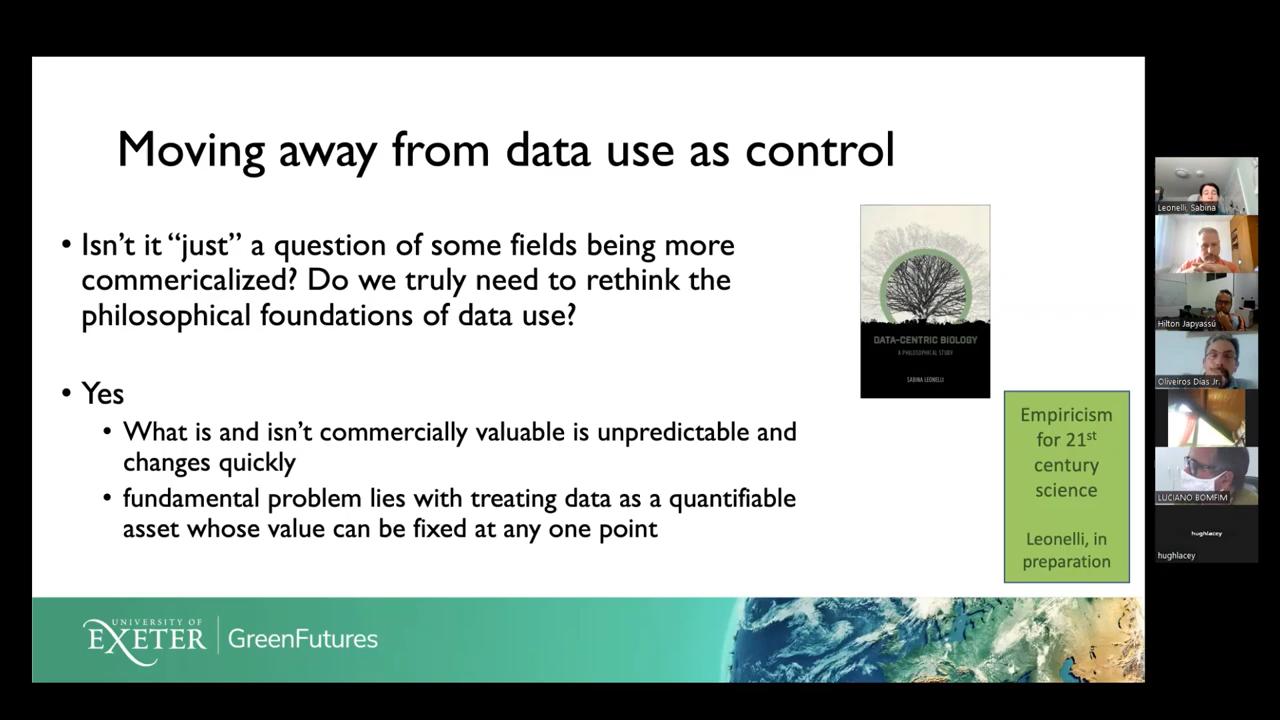 Moving away from data use as control
• Isn't it “just” a question of some fields being more
commericalized? Do we truly need to rethink the
philosophical foundations of data use?
• Yes
• What is and isn't commercially valuable is unpredictable and
changes quickly
• fundamental problem lies with treating data as a quantifiable
asset whose value can be fixed at any one point
DATA-CENTRIC BIOLOGY
A PHILOSOPHICAL STUDY
SABINA LEONELLI
Empiricism
for 21st
century
science
Leonelli, in
preparation
UNIVERSITY OF
EXETER
GreenFutures
Leonelli, Sabina
Hilton Japyassú
Oliveiros Dias Jr.
LUCIANO BOMFIM
hughlacey
hughlacey